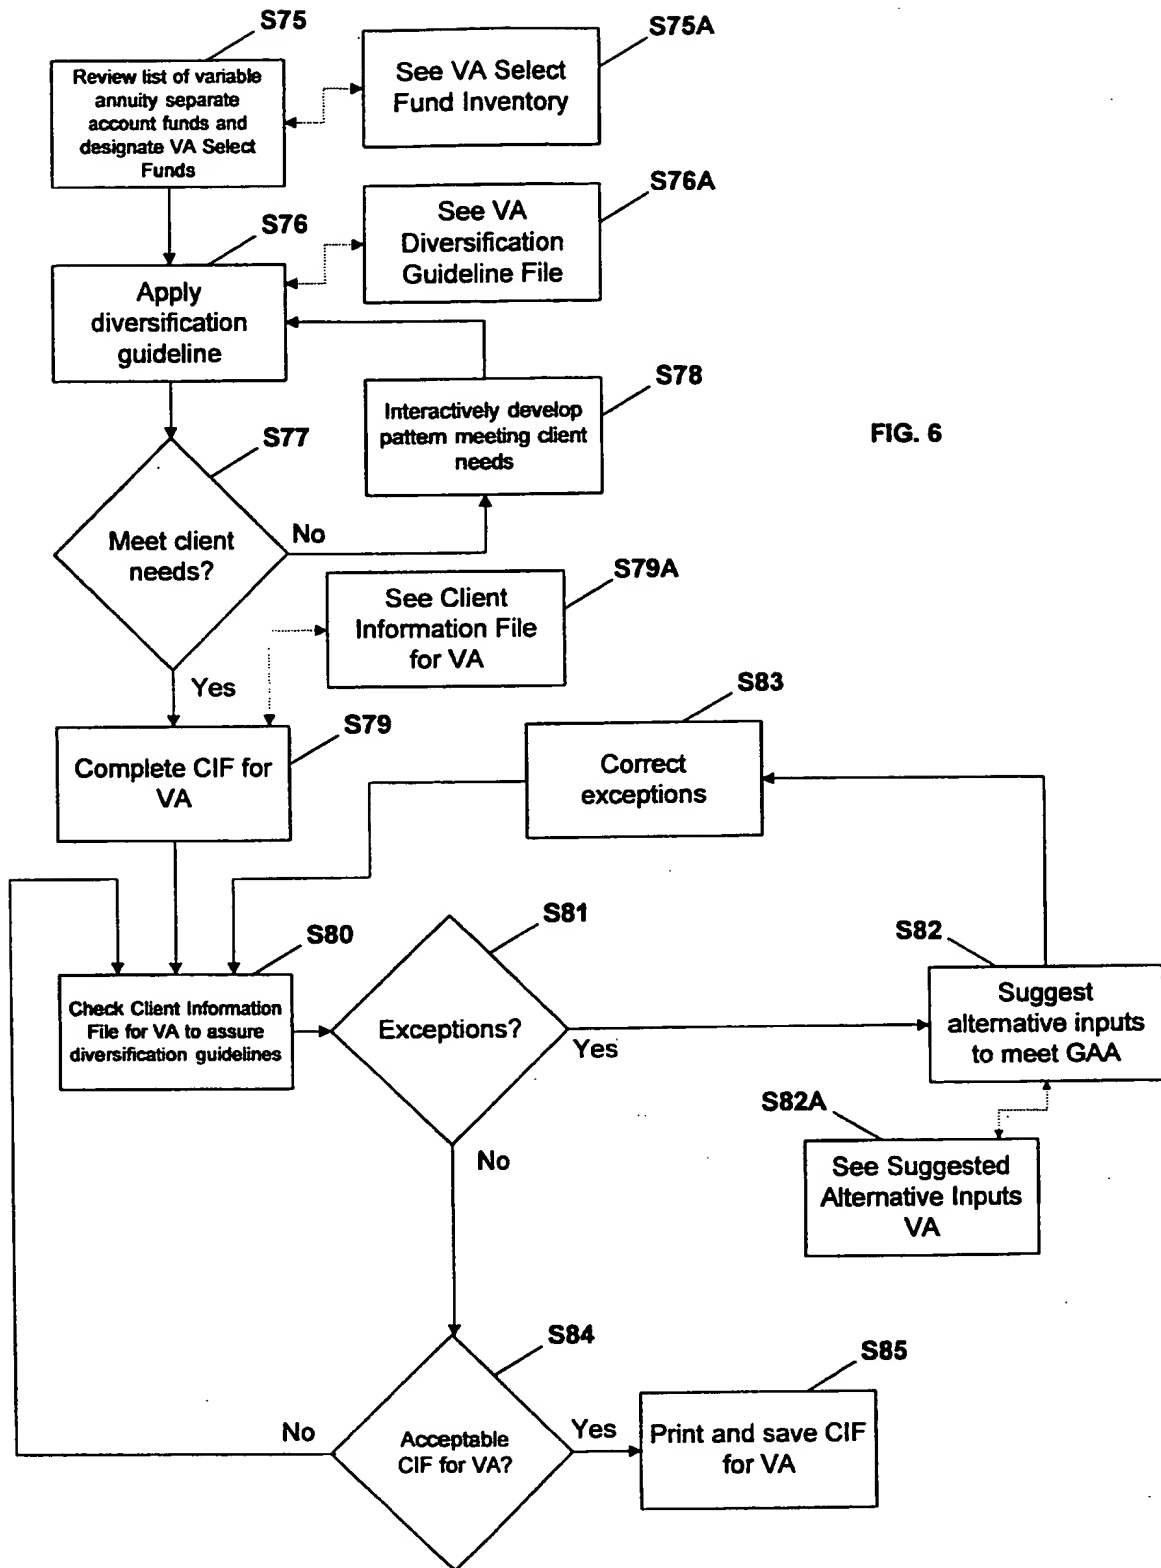 S75
Review list of variable
annuity separate
account funds and
designate VA Select
Funds
S75A
See VA Select
Fund Inventory
S76A
See VA
Diversification
Guideline File
S76
Apply
diversification
guideline
S78
Interactively develop
pattern meeting client
needs
FIG. 6
S77
Meet client
needs?
No
Yes
S79A
See Client
Information File
for VA
S79
Complete CIF for
VA
S83
Correct
exceptions
S80
Check Client Information
File for VA to assure
diversification guidelines
S81
Exceptions?
Yes
No
S82
Suggest
alternative inputs
to meet GAA
S82A
See Suggested
Alternative Inputs
VA
S84
Acceptable
CIF for VA?
No
Yes
S85
Print and save CIF
for VA